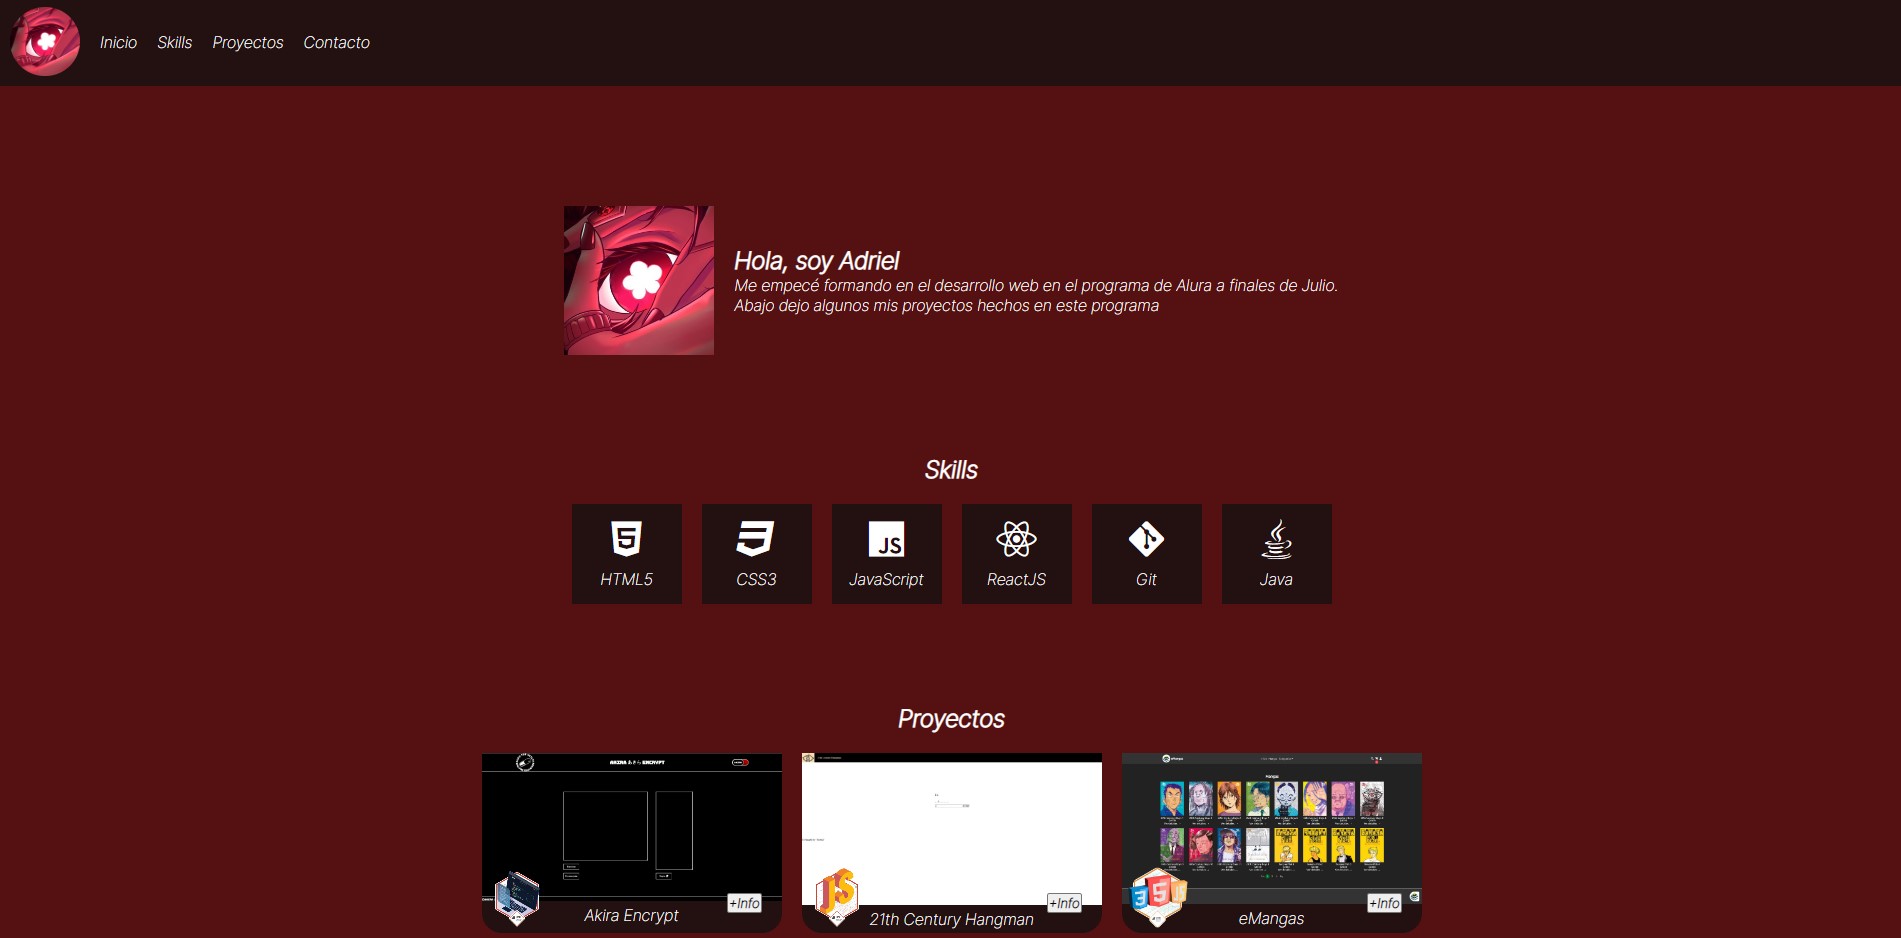 Inicio Skills Proyectos Contacto
Hola, soy Adriel
Me empecé formando en el desarrollo web en el programa de Alura a finales de Julio.
Abajo dejo algunos mis proyectos hechos en este programa
Skills
HTML5 CSS3 JS JavaScript ReactJS Git Java
Proyectos
AKIRA あきら ENCRYPT
JS
+Info +Info +Info
Akira Encrypt 21th Century Hangman eMangas